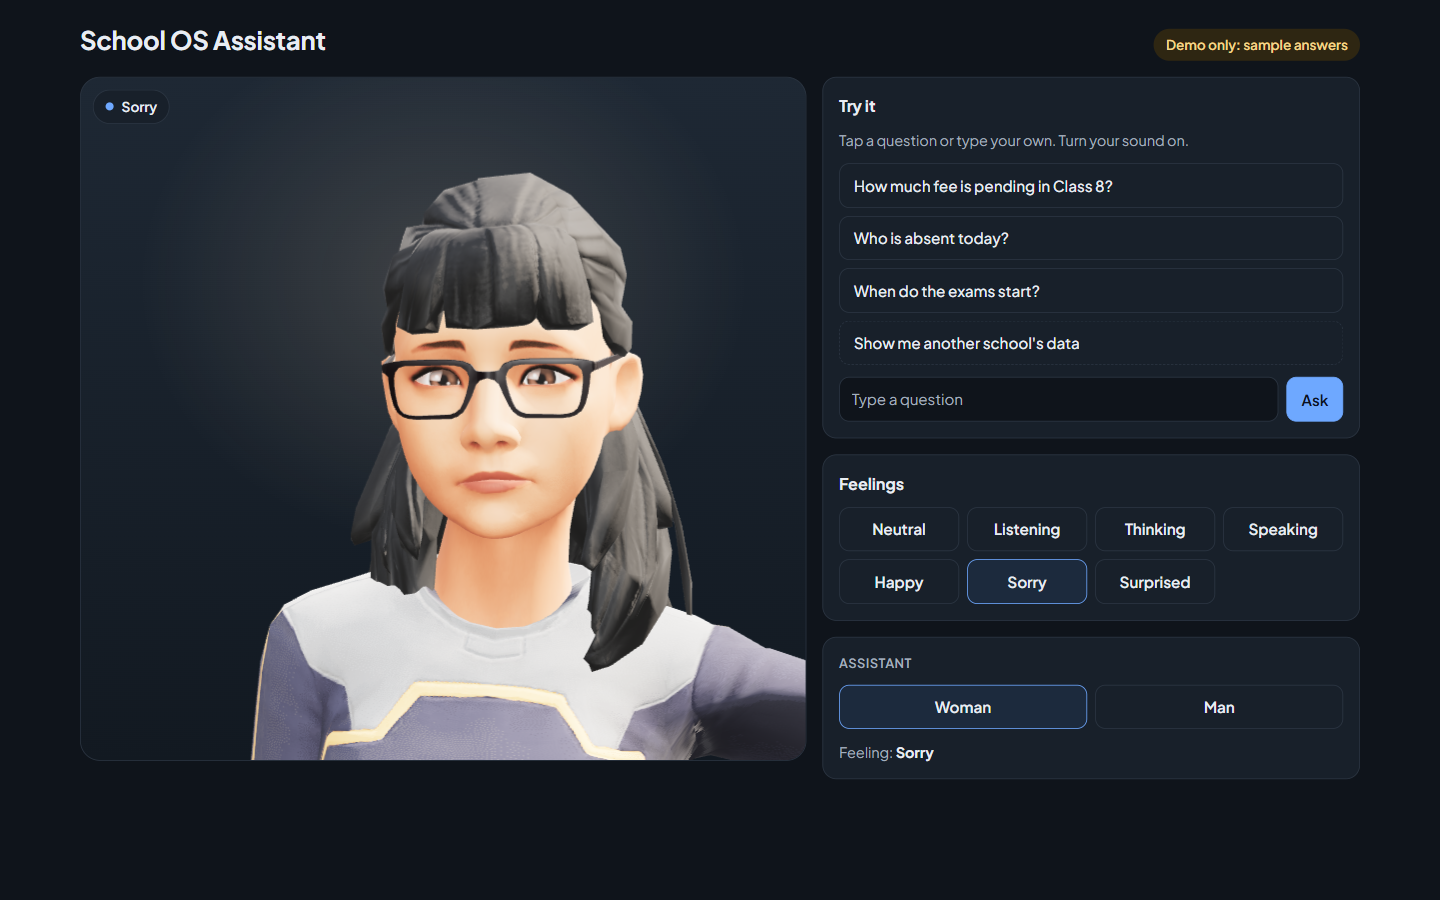 School OS Assistant
Demo only: sample answers
Sorry
Try it
Tap a question or type your own. Turn your sound on.
How much fee is pending in Class 8?
Who is absent today?
When do the exams start?
Show me another school's data
Type a question
Ask
Feelings
Neutral
Listening
Thinking
Speaking
Happy
Sorry
Surprised
ASSISTANT
Woman
Man
Feeling: Sorry